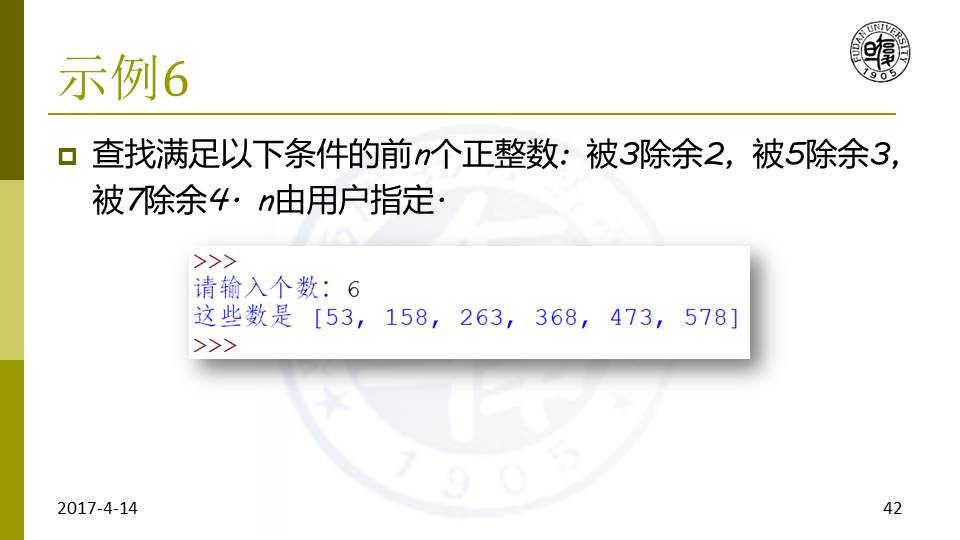 示例6
FUDAN UNIVERSITY
1905
查找满足以下条件的前n个正整数：被3除余2，被5除余3，
被7除余4. n由用户指定.
>>>
请输入个数：6
这些数是 [53, 158, 263, 368, 473, 578]
>>>
1905
2017-4-14
42